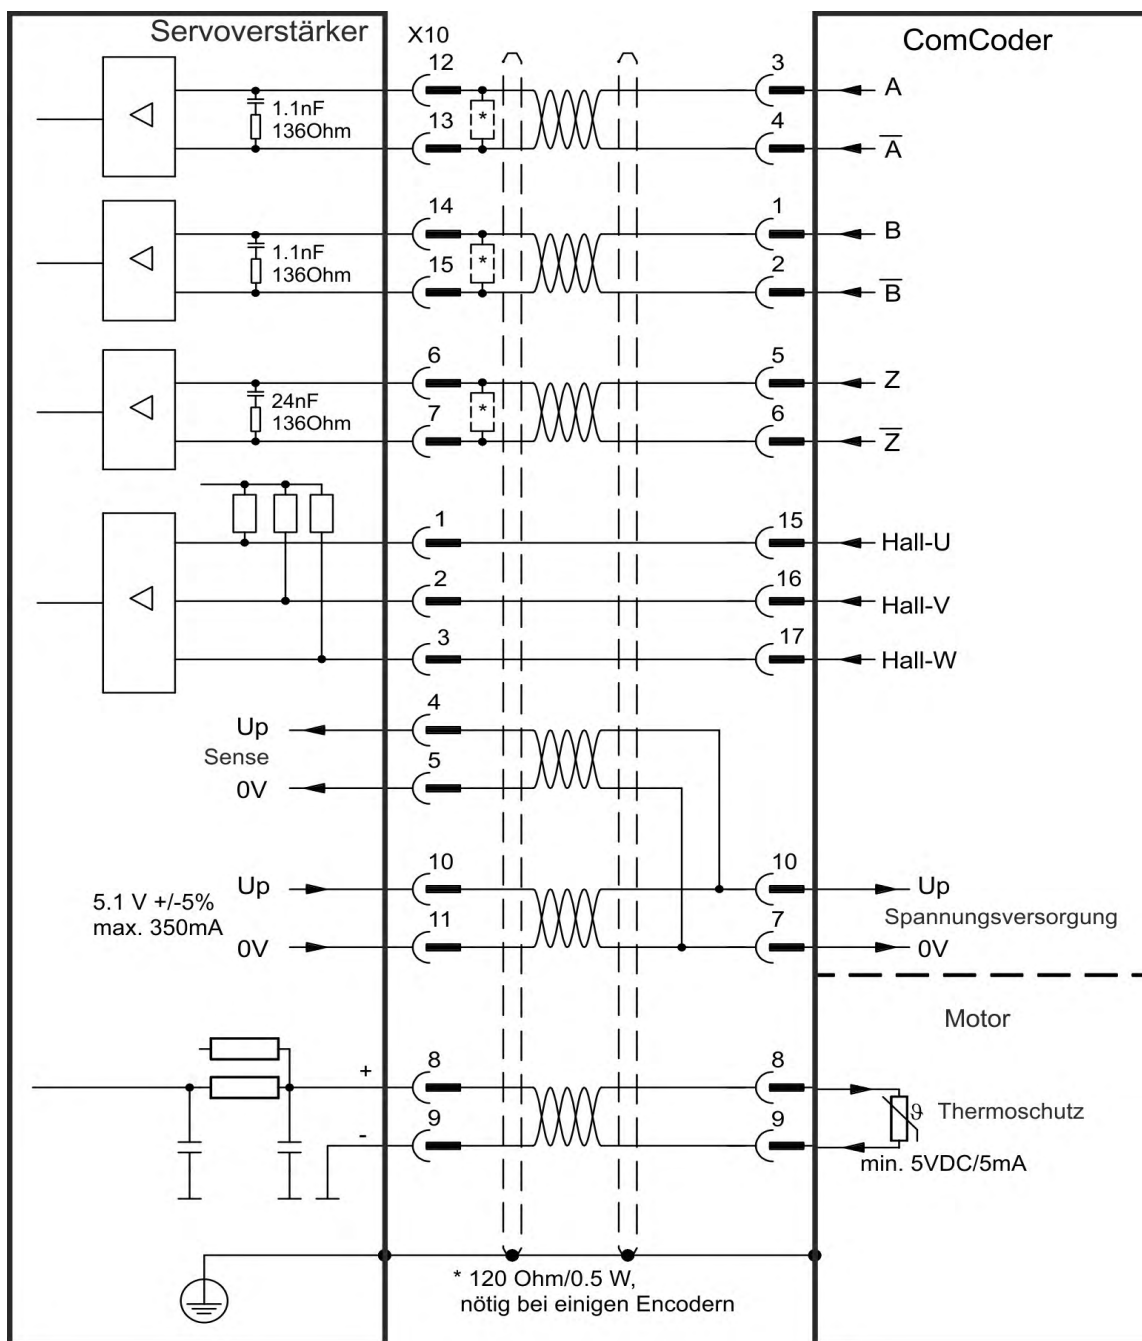 Servoverstärker
X10
ComCoder
12
3
A
1.1nF
136Ohm
*
13
4
A̅
14
1
B
1.1nF
136Ohm
*
15
2
B̅
6
5
Z
24nF
136Ohm
*
7
6
Z̅
1
15
Hall-U
2
16
Hall-V
3
17
Hall-W
4
Up
Sense
5
0V
10
10
Up
Up
5.1 V +/-5%
max. 350mA
Spannungsversorgung
11
7
0V
0V
Motor
8
8
+
ϑ Thermoschutz
9
9
-
min. 5VDC/5mA
* 120 Ohm/0.5 W,
nötig bei einigen Encodern